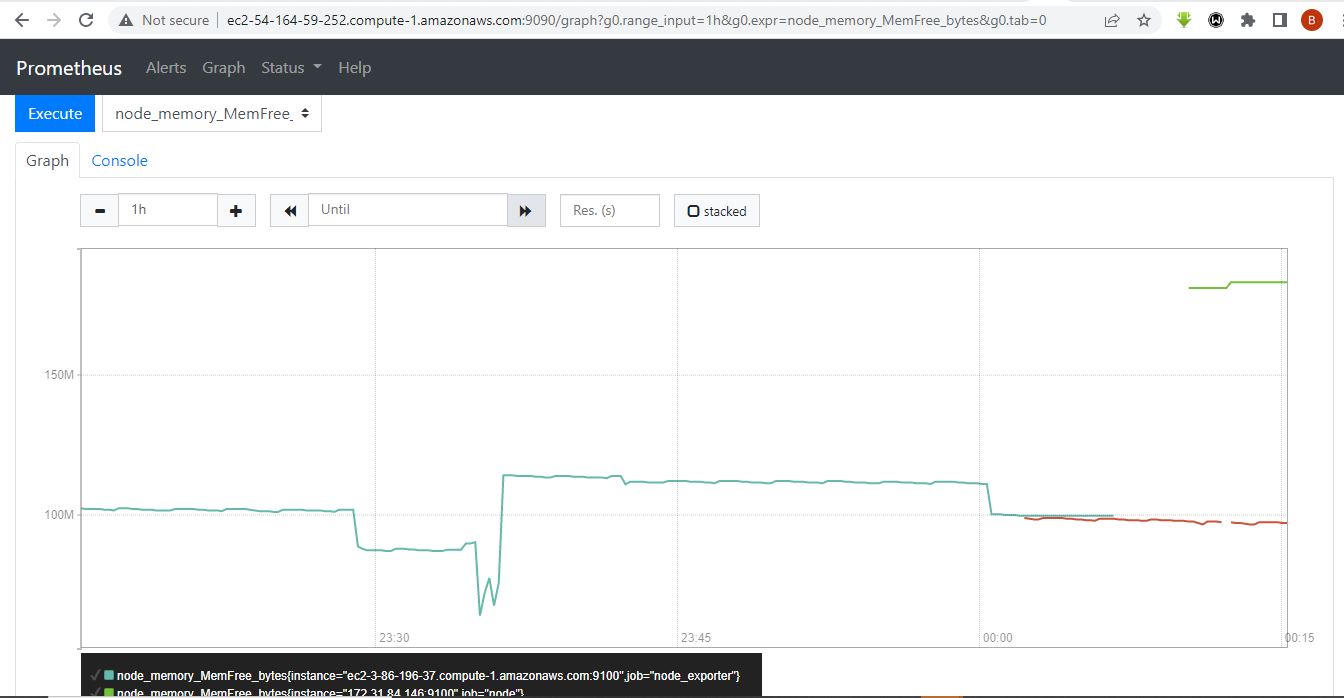 Not secure | ec2-54-164-59-252.compute-1.amazonaws.com:9090/graph?g0.range_input=1h&g0.expr=node_memory_MemFree_bytes&g0.tab=0
B
Prometheus Alerts Graph Status Help
Execute node_memory_MemFree_
Graph Console
1h Until Res. (s) stacked
150M
100M
23:30 23:45 00:00 00:15
node_memory_MemFree_bytes{instance="ec2-3-86-196-37.compute-1.amazonaws.com:9100",job="node_exporter"}
node_memory_MemFree_bytes{instance="172.31.84.146:9100",job="node"}